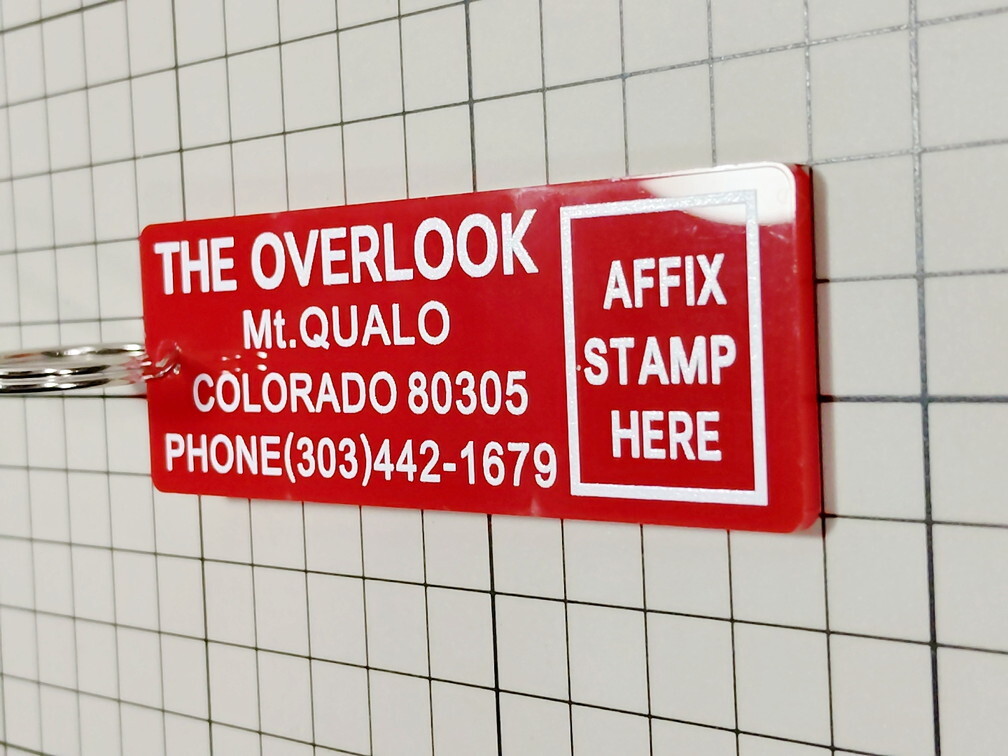 THE OVERLOOK
Mt.QUALO
COLORADO 80305
PHONE(303)442-1679
AFFIX
STAMP
HERE